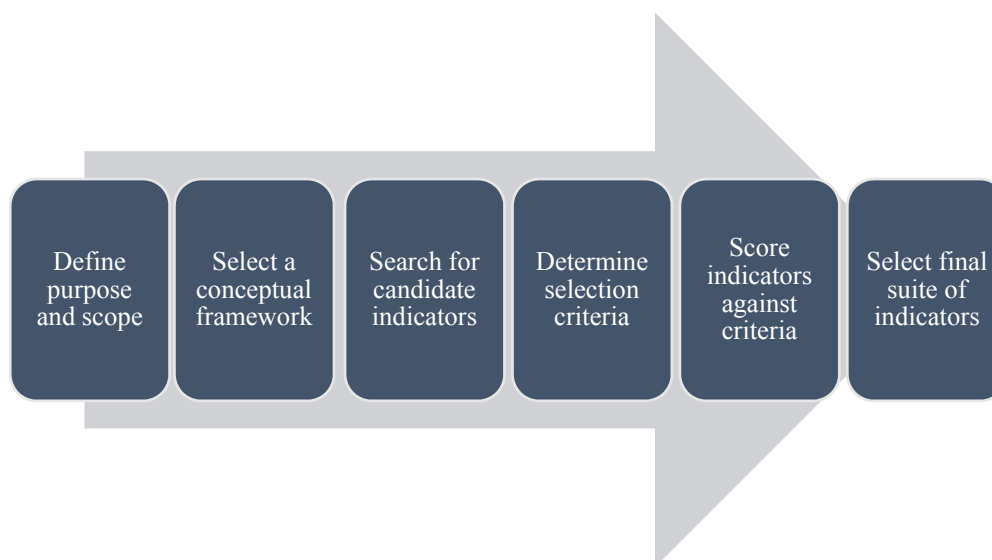 Define
purpose
and scope
Select a
conceptual
framework
Search for
candidate
indicators
Determine
selection
criteria
Score
indicators
against
criteria
Select final
suite of
indicators